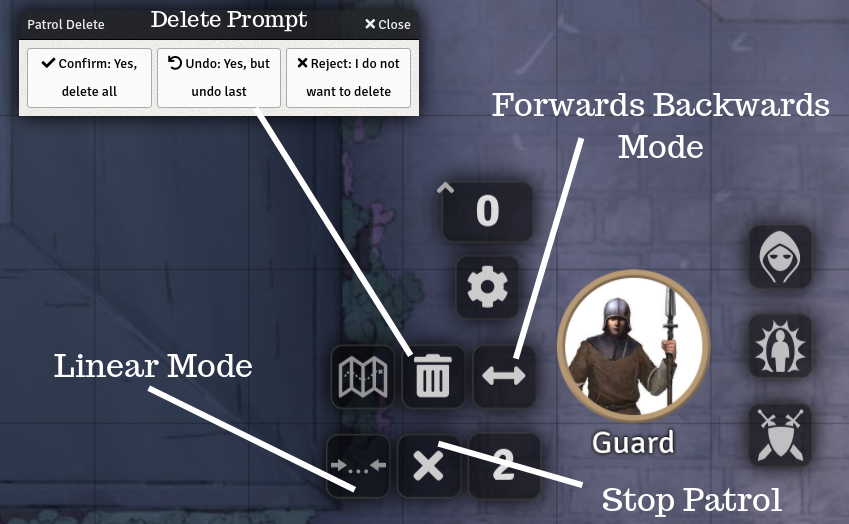 Patrol Delete
Delete Prompt
Close
Confirm: Yes,
delete all
Undo: Yes, but
undo last
Reject: I do not
want to delete
Forwards Backwards
Mode
0
Linear Mode
Guard
2
Stop Patrol